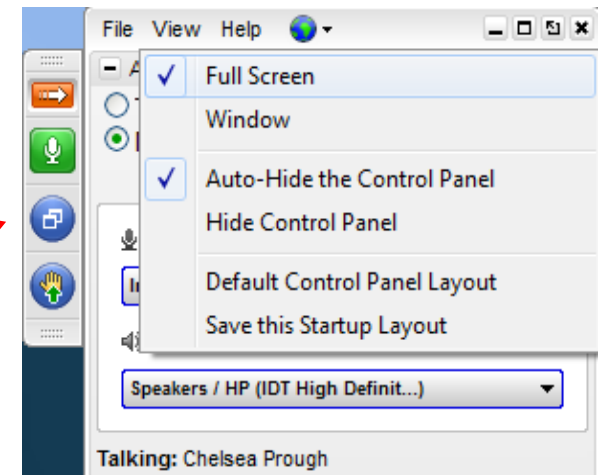 File View Help
Full Screen
Window
Auto-Hide the Control Panel
Hide Control Panel
Default Control Panel Layout
Save this Startup Layout
Speakers / HP (IDT High Definit...)
Talking: Chelsea Prough